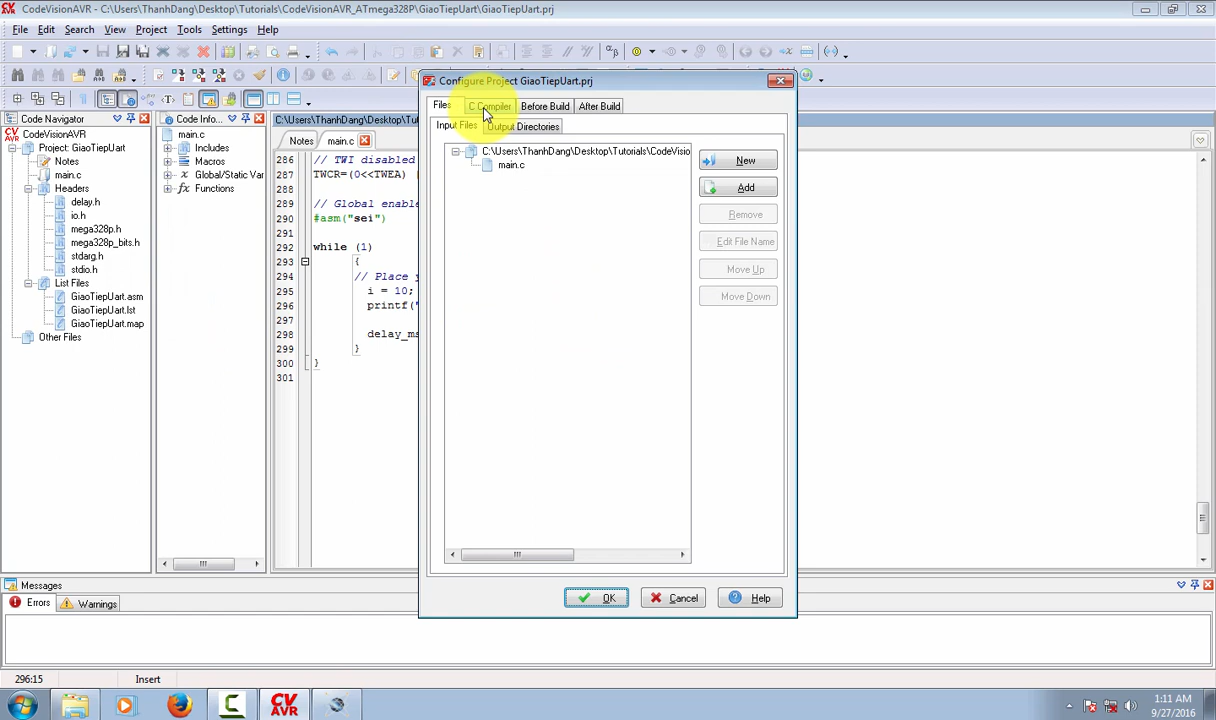 CodeVisionAVR - C:\Users\ThanhDang\Desktop\Tutorials\CodeVisionAVR_ATmega328P\GiaoTiepUart\GiaoTiepUart.prj
File Edit Search View Project Tools Settings Help
Configure Project GiaoTiepUart.prj
Files C Compiler Before Build After Build
Input Files Output Directories
C:\Users\ThanhDang\Desktop\Tutorials\CodeVisio
main.c
New
Add
Remove
Edit File Name
Move Up
Move Down
OK Cancel Help
Code Navigator
CodeVisionAVR
Project: GiaoTiepUart
Notes
main.c
Headers
delay.h
io.h
mega328p.h
mega328p_bits.h
stdarg.h
stdio.h
List Files
GiaoTiepUart.asm
GiaoTiepUart.lst
GiaoTiepUart.map
Other Files
Code Info...
main.c
Includes
Macros
Global/Static Var
Functions
C:\Users\ThanhDang\Desktop\Tu
Notes main.c
286 // TWI disabled
287 TWCR=(0<<TWEA) |
288
289 // Global enable
290 #asm("sei")
291
292 while (1)
293 {
294 // Place y
295 i = 10;
296 printf("
297
298 delay_ms
299 }
300 }
301
Messages
Errors Warnings
296:15 Insert
CV
AVR
1:11 AM
9/27/2016